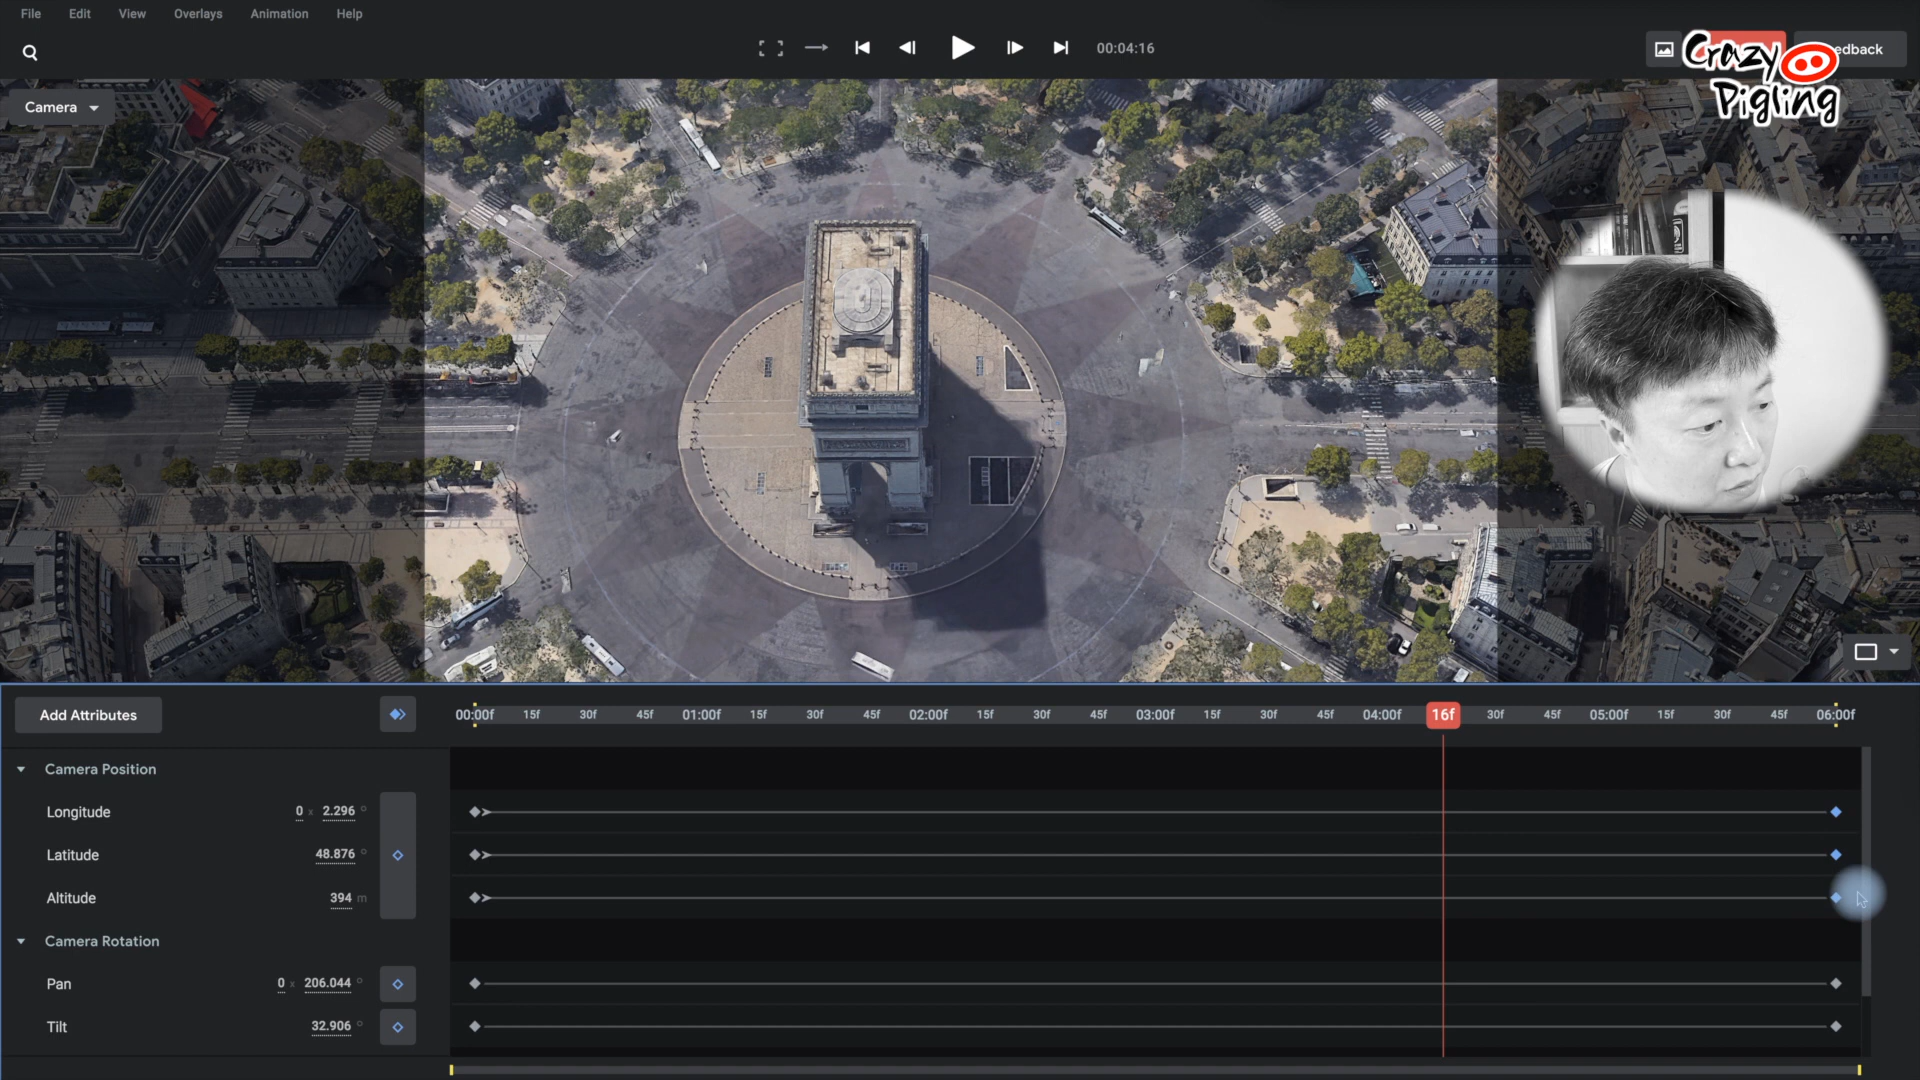 File Edit View Overlays Animation Help
00:04:16
edback
Crazy
Pigling
Camera
Add Attributes
00:00f 15f 30f 45f 01:00f 15f 30f 45f 02:00f 15f 30f 45f 03:00f 15f 30f 45f 04:00f 16f 30f 45f 05:00f 15f 30f 45f 06:00f
Camera Position
Longitude 0 x 2.296 °
Latitude 48.876 °
Altitude 394 m
Camera Rotation
Pan 0 x 206.044 °
Tilt 32.906 °